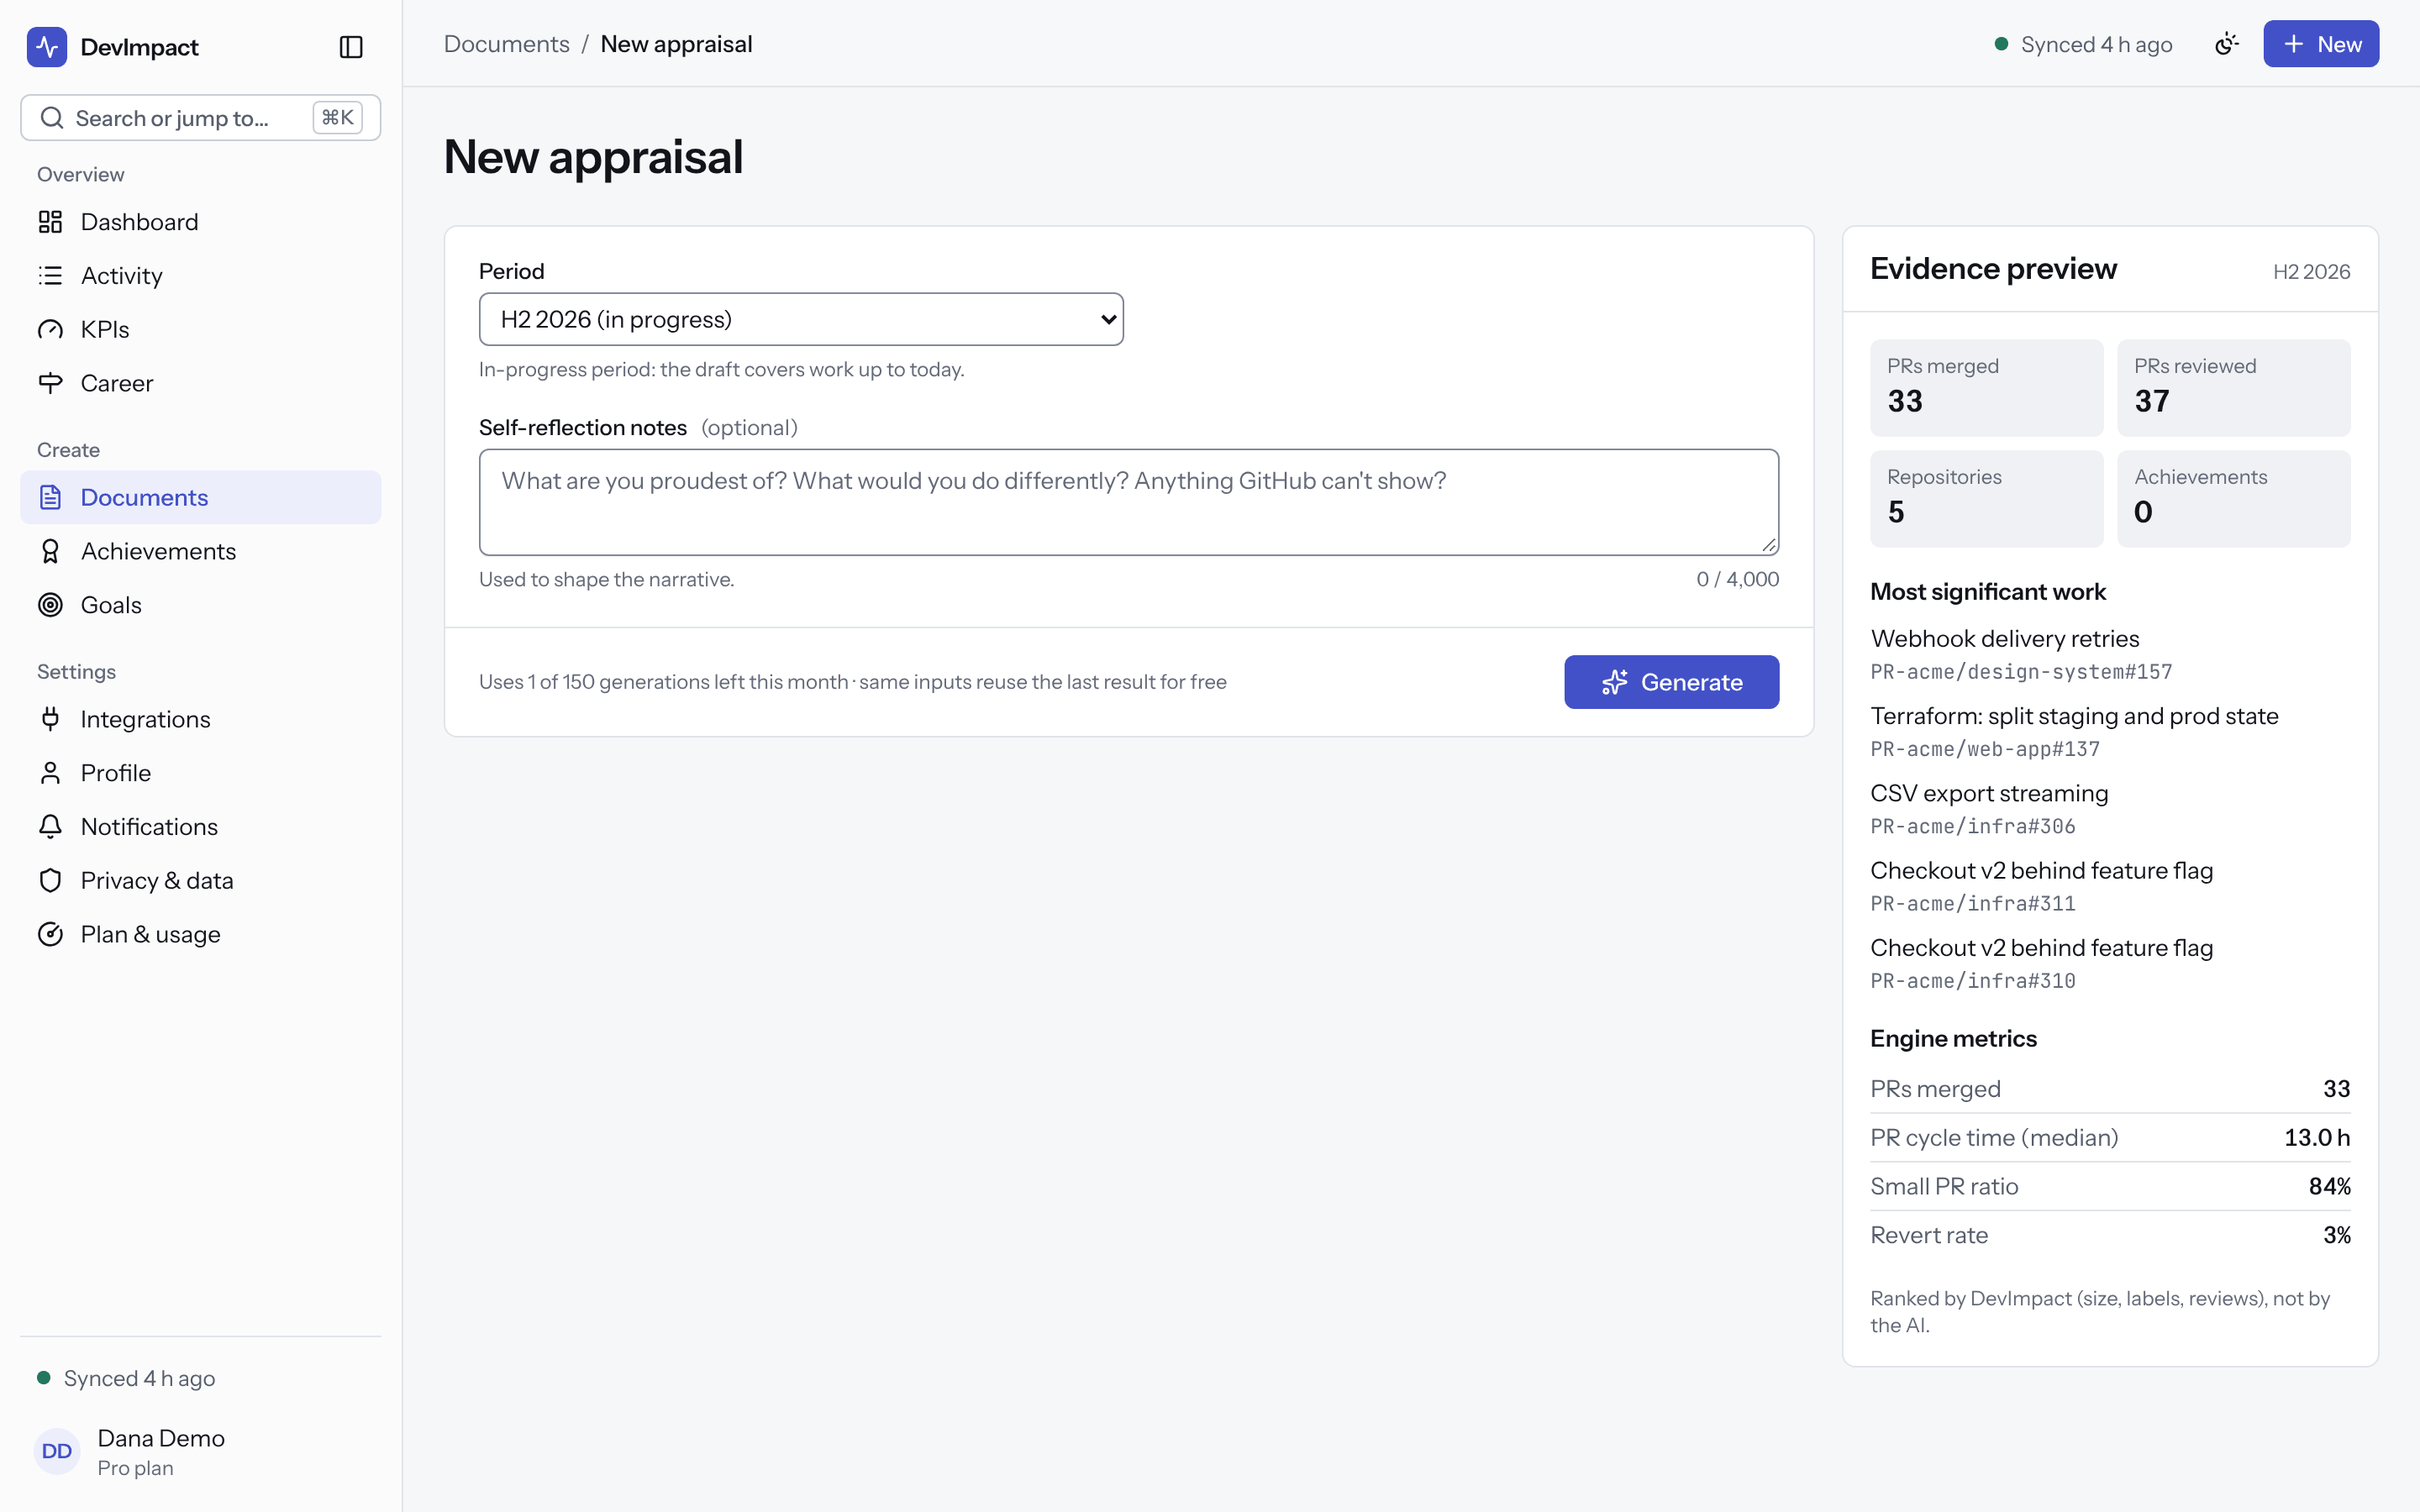 DevImpact
Search or jump to...
⌘K
Overview
Dashboard
Activity
KPIs
Career
Create
Documents
Achievements
Goals
Settings
Integrations
Profile
Notifications
Privacy & data
Plan & usage
Synced 4 h ago
DD
Dana Demo
Pro plan
Documents / New appraisal
Synced 4 h ago
New
New appraisal
Period
H2 2026 (in progress)
In-progress period: the draft covers work up to today.
Self-reflection notes (optional)
What are you proudest of? What would you do differently? Anything GitHub can't show?
Used to shape the narrative.
0 / 4,000
Uses 1 of 150 generations left this month · same inputs reuse the last result for free
Generate
Evidence preview
H2 2026
PRs merged
33
PRs reviewed
37
Repositories
5
Achievements
0
Most significant work
Webhook delivery retries
PR-acme/design-system#157
Terraform: split staging and prod state
PR-acme/web-app#137
CSV export streaming
PR-acme/infra#306
Checkout v2 behind feature flag
PR-acme/infra#311
Checkout v2 behind feature flag
PR-acme/infra#310
Engine metrics
PRs merged 33
PR cycle time (median) 13.0 h
Small PR ratio 84%
Revert rate 3%
Ranked by DevImpact (size, labels, reviews), not by
the AI.